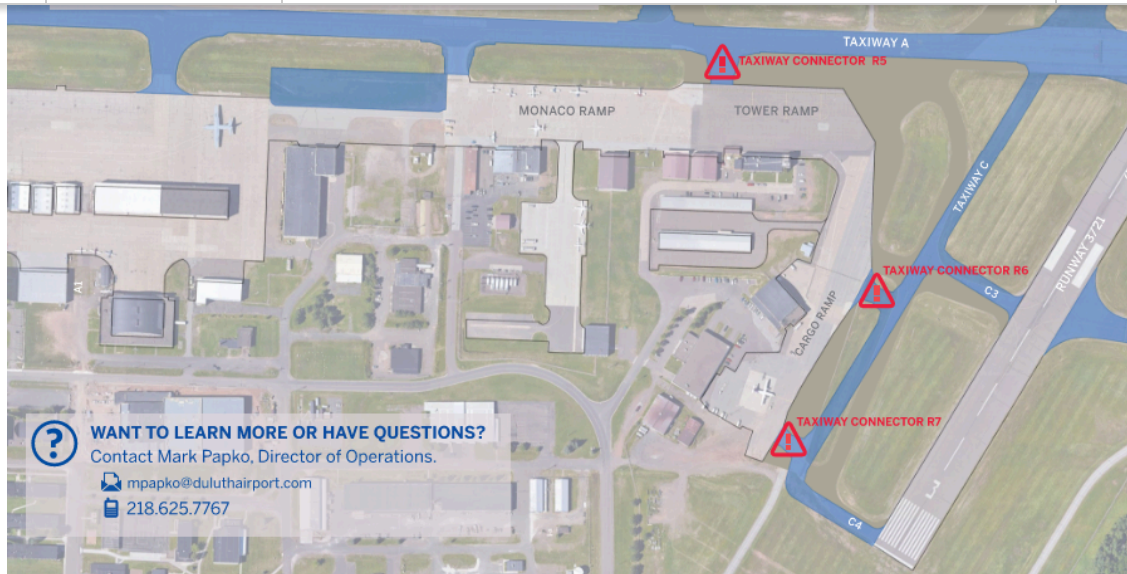 TAXIWAY A
TAXIWAY CONNECTOR R5
MONACO RAMP
TOWER RAMP
TAXIWAY C
RUNWAY 3/21
TAXIWAY CONNECTOR R6
C3
A1
CARGO RAMP
TAXIWAY CONNECTOR R7
WANT TO LEARN MORE OR HAVE QUESTIONS?
Contact Mark Papko, Director of Operations.
mpapko@duluthairport.com
218.625.7767
C4
3